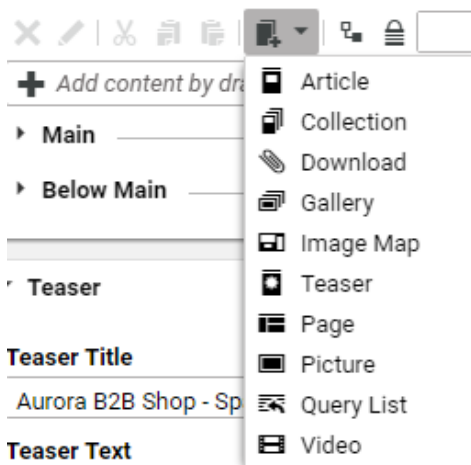 Add content by dra
Main
Below Main
Teaser
Teaser Title
Aurora B2B Shop - Sp
Teaser Text
Article
Collection
Download
Gallery
Image Map
Teaser
Page
Picture
Query List
Video